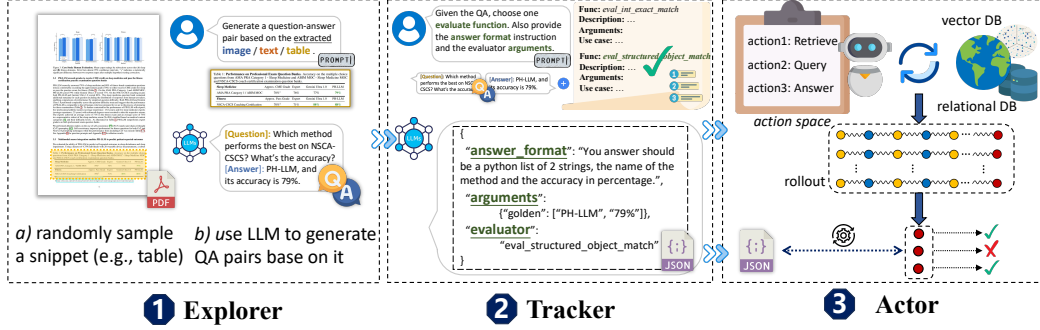 Generate a question-answer
pair based on the extracted
image / text / table .
PROMPT
LLMs
[Question]: Which method
performs the best on NSCA-
CSCS? What's the accuracy?
[Answer]: PH-LLM, and
its accuracy is 79%.
Q
A
PDF
a) randomly sample
a snippet (e.g., table)
b) use LLM to generate
QA pairs base on it
1 Explorer
Given the QA, choose one
evaluate function. Also provide
the answer format instruction
and the evaluator arguments.
PROMPT
[Question]: Which method
performs the best on NSCA-
CSCS? What's the accuracy?
[Answer]: PH-LLM, and
its accuracy is 79%.
Q
A
Func: eval_int_exact_match
Description: …
Arguments:
Use case: …
Func: eval_structured_object_match
Description: …
Arguments:
Use case: …
LLMs
{
"answer_format": "You answer should
be a python list of 2 strings, the name of
the method and the accuracy in percentage.",
"arguments":
{"golden": ["PH-LLM", "79%"]},
"evaluator":
"eval_structured_object_match"
}
{;}
JSON
2 Tracker
action1: Retrieve
action2: Query
action3: Answer
action space
vector DB
relational DB
rollout
{;}
JSON
3 Actor